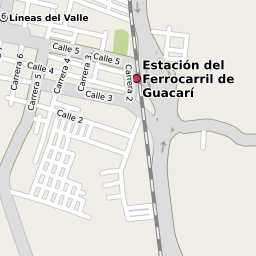 6
Líneas del Valle
Calle 5
Calle 5
Estación del
Ferrocarril de
Guacarí
Carrera 6
Calle 4
Carrera 5
Carrera 4
Carrera 3
Calle 3
Carrera 2
Calle 2